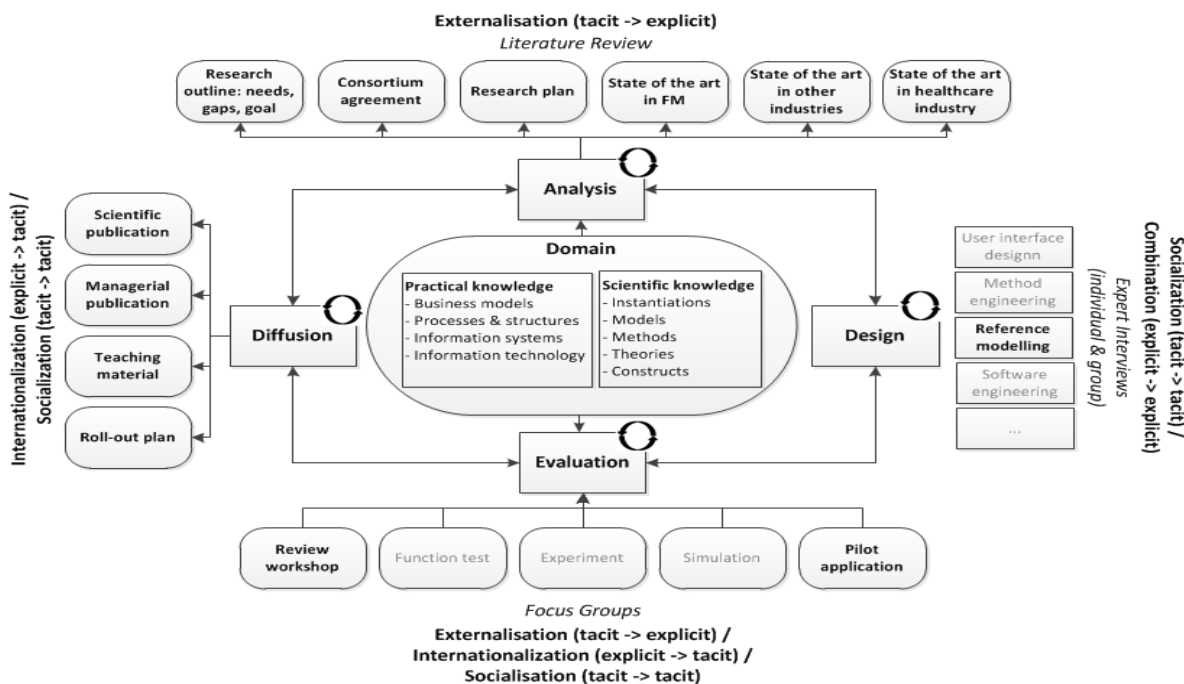 Externalisation (tacit -> explicit)
Literature Review
Research
outline: needs,
gaps, goal
Consortium
agreement
Research plan
State of the art
in FM
State of the art
in other
industries
State of the art
in healthcare
industry
Analysis
Internationalization (explicit -> tacit) /
Socialization (tacit -> tacit)
Scientific
publication
Managerial
publication
Teaching
material
Roll-out plan
Diffusion
Domain
Practical knowledge
- Business models
- Processes & structures
- Information systems
- Information technology
Scientific knowledge
- Instantiations
- Models
- Methods
- Theories
- Constructs
Design
User interface
designn
Method
engineering
Reference
modelling
Software
engineering
...
Expert Interviews
(individual & group)
Socialization (tacit -> tacit) /
Combination (explicit -> explicit)
Evaluation
Review
workshop
Function test
Experiment
Simulation
Pilot
application
Focus Groups
Externalisation (tacit -> explicit) /
Internationalization (explicit -> tacit) /
Socialisation (tacit -> tacit)